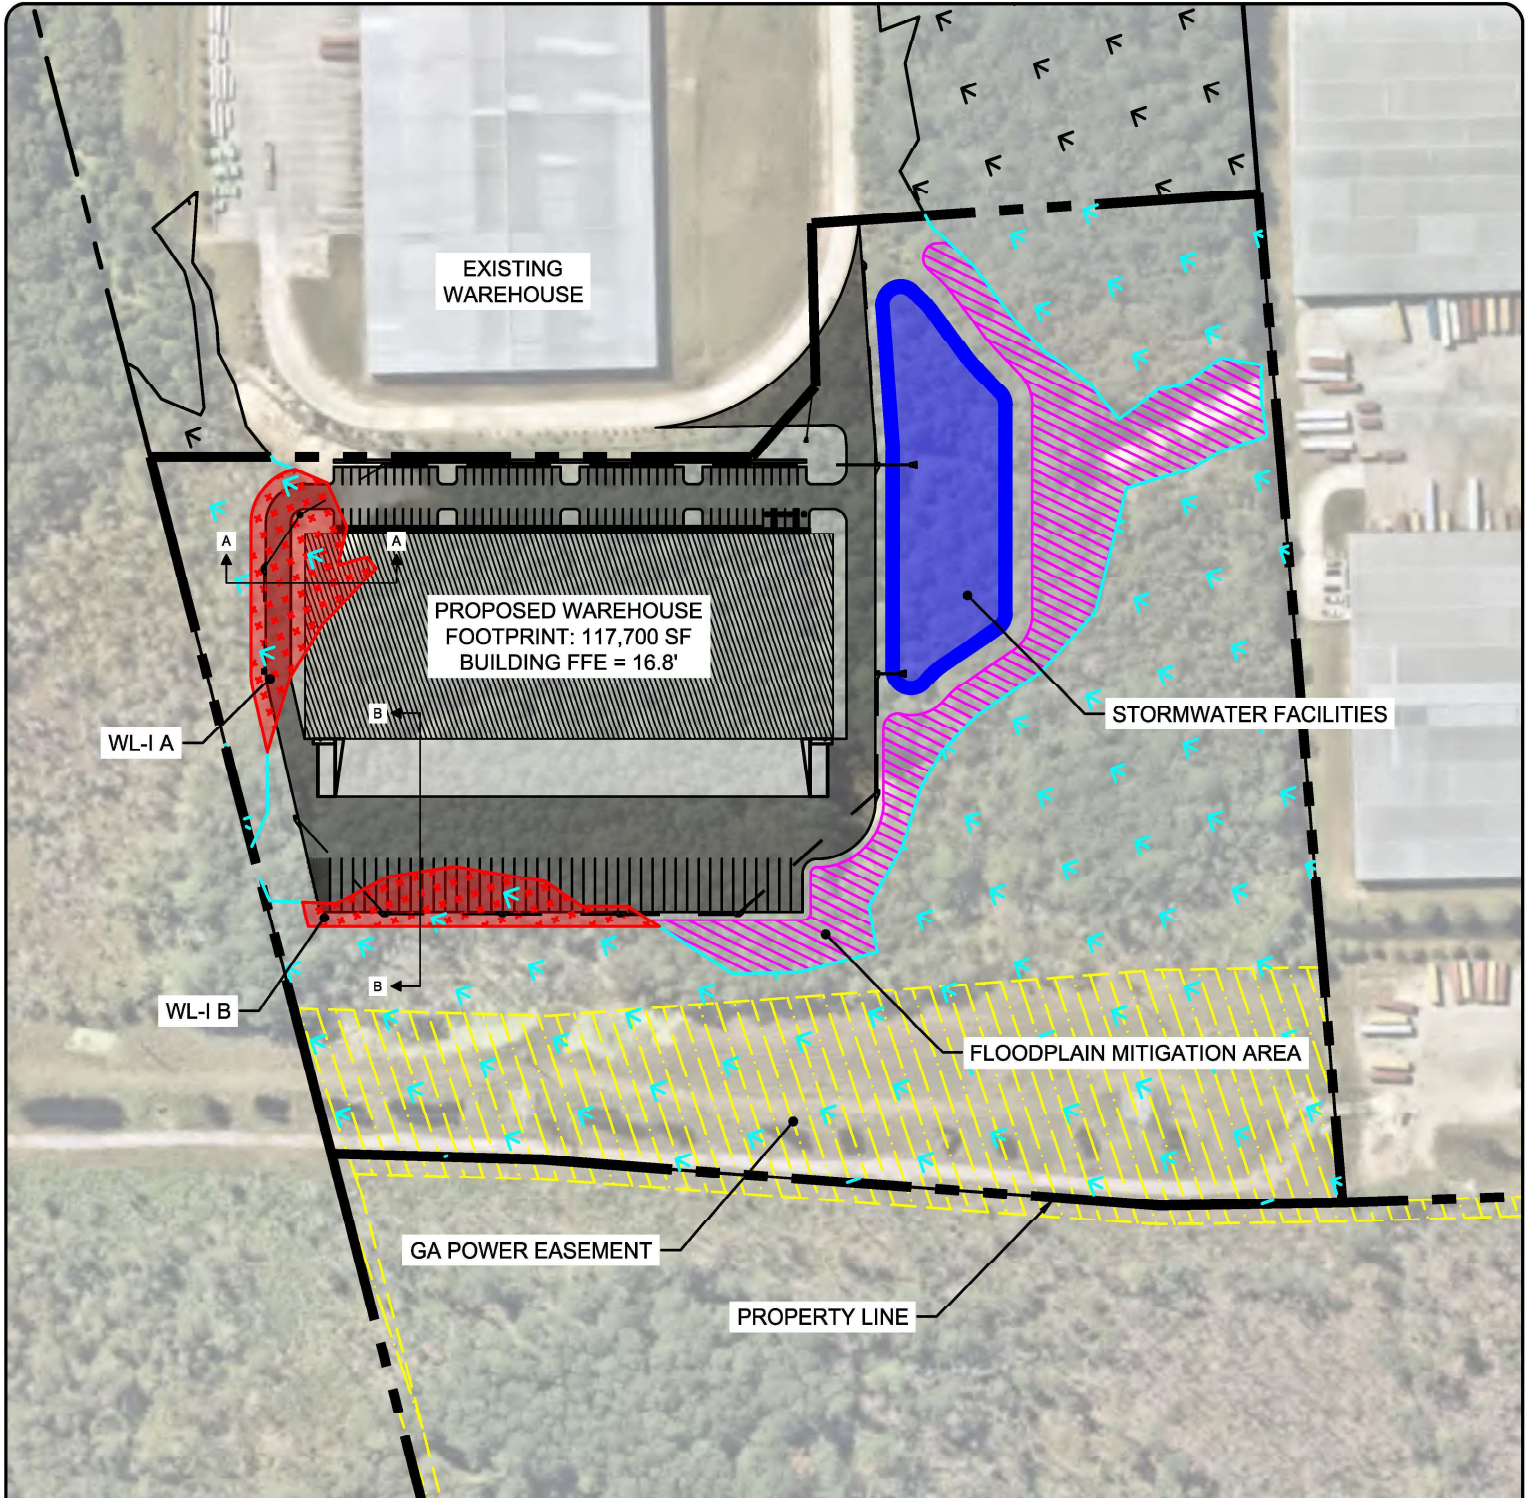 EXISTING
WAREHOUSE
A
A
PROPOSED WAREHOUSE
FOOTPRINT: 117,700 SF
BUILDING FFE = 16.8'
B
STORMWATER FACILITIES
WL-I A
B
WL-I B
FLOODPLAIN MITIGATION AREA
GA POWER EASEMENT
PROPERTY LINE